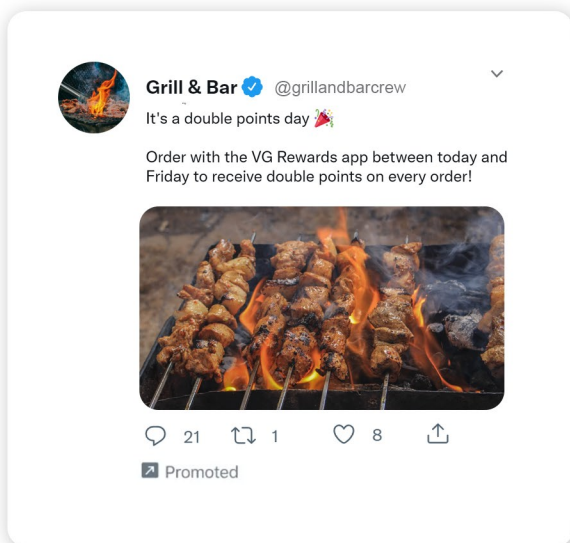 Grill & Bar @grillandbarcrew
It's a double points day 🎉
Order with the VG Rewards app between today and
Friday to receive double points on every order!
21 1 8
Promoted